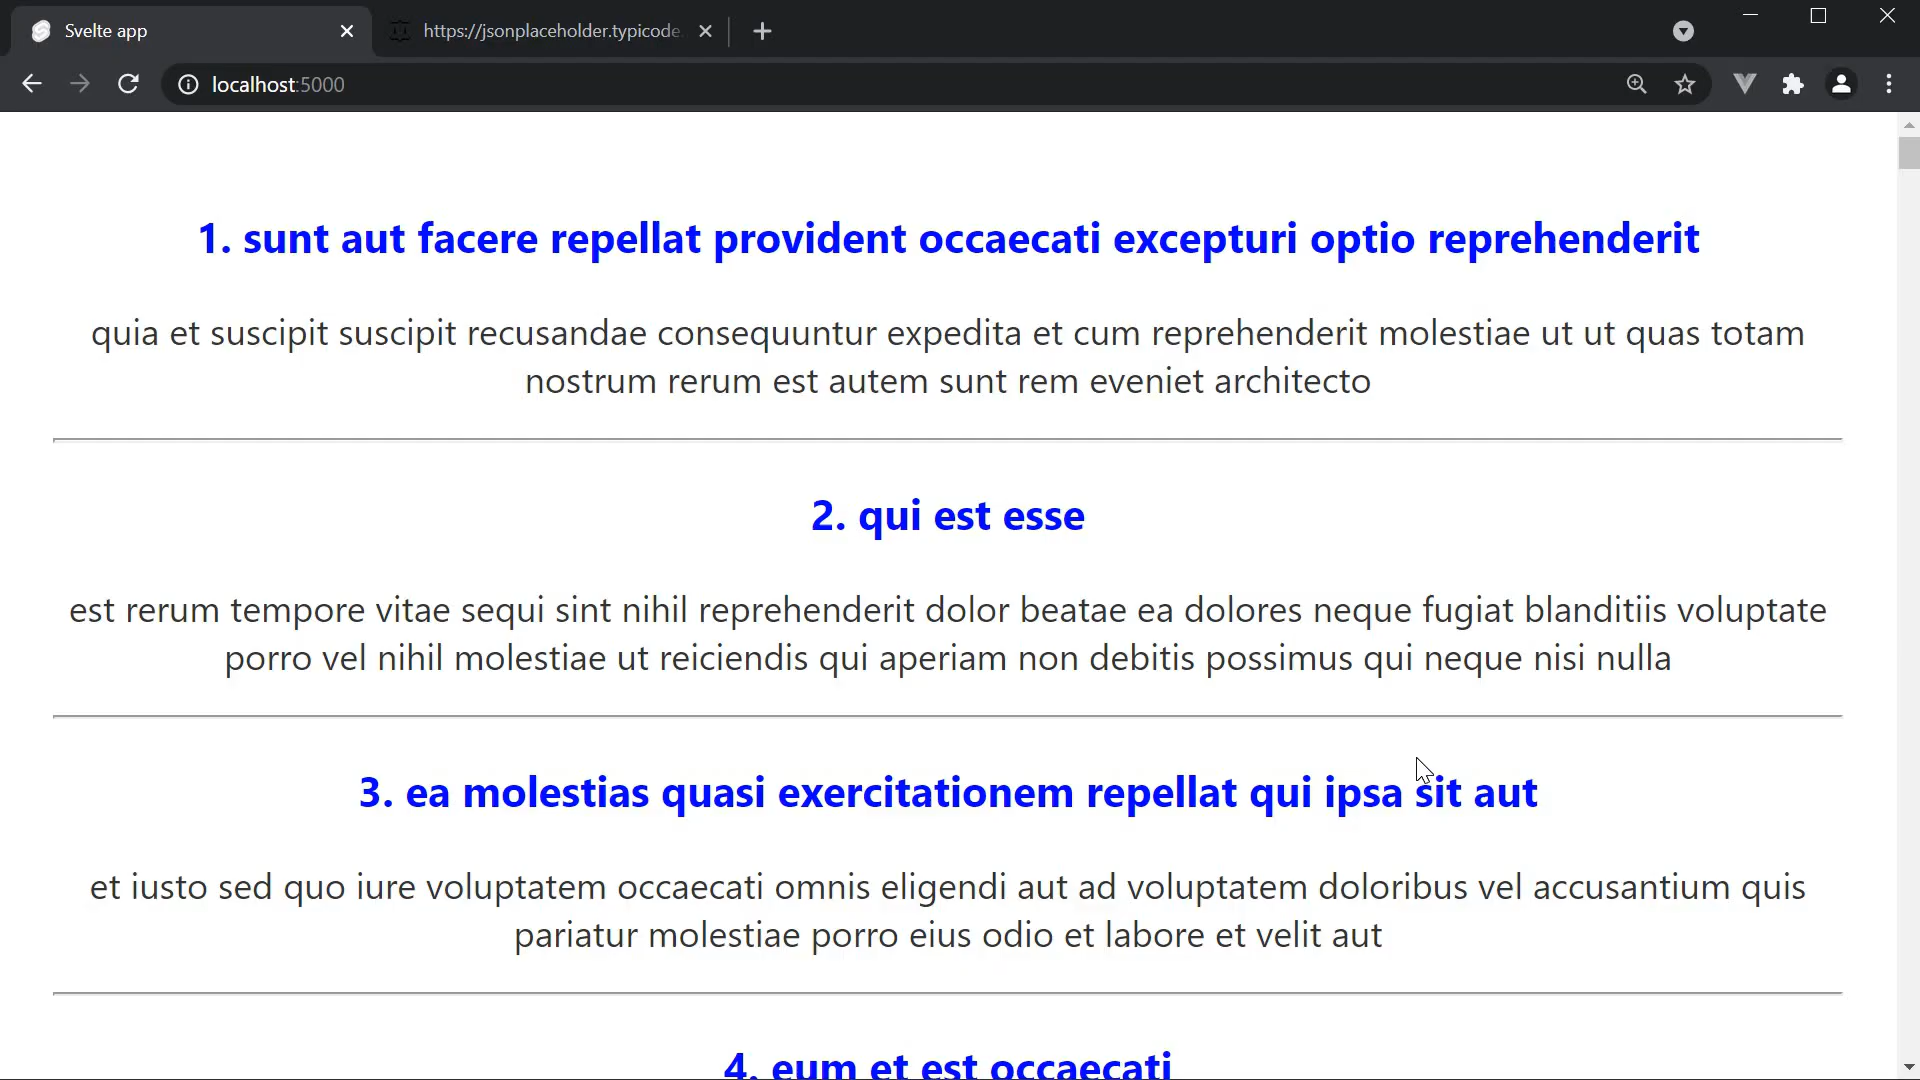 Svelte app
https://jsonplaceholder.typicode.
localhost:5000
1. sunt aut facere repellat provident occaecati excepturi optio reprehenderit
quia et suscipit suscipit recusandae consequuntur expedita et cum reprehenderit molestiae ut ut quas totam
nostrum rerum est autem sunt rem eveniet architecto
2. qui est esse
est rerum tempore vitae sequi sint nihil reprehenderit dolor beatae ea dolores neque fugiat blanditiis voluptate
porro vel nihil molestiae ut reiciendis qui aperiam non debitis possimus qui neque nisi nulla
3. ea molestias quasi exercitationem repellat qui ipsa sit aut
et iusto sed quo iure voluptatem occaecati omnis eligendi aut ad voluptatem doloribus vel accusantium quis
pariatur molestiae porro eius odio et labore et velit aut
4. eum et est occaecati